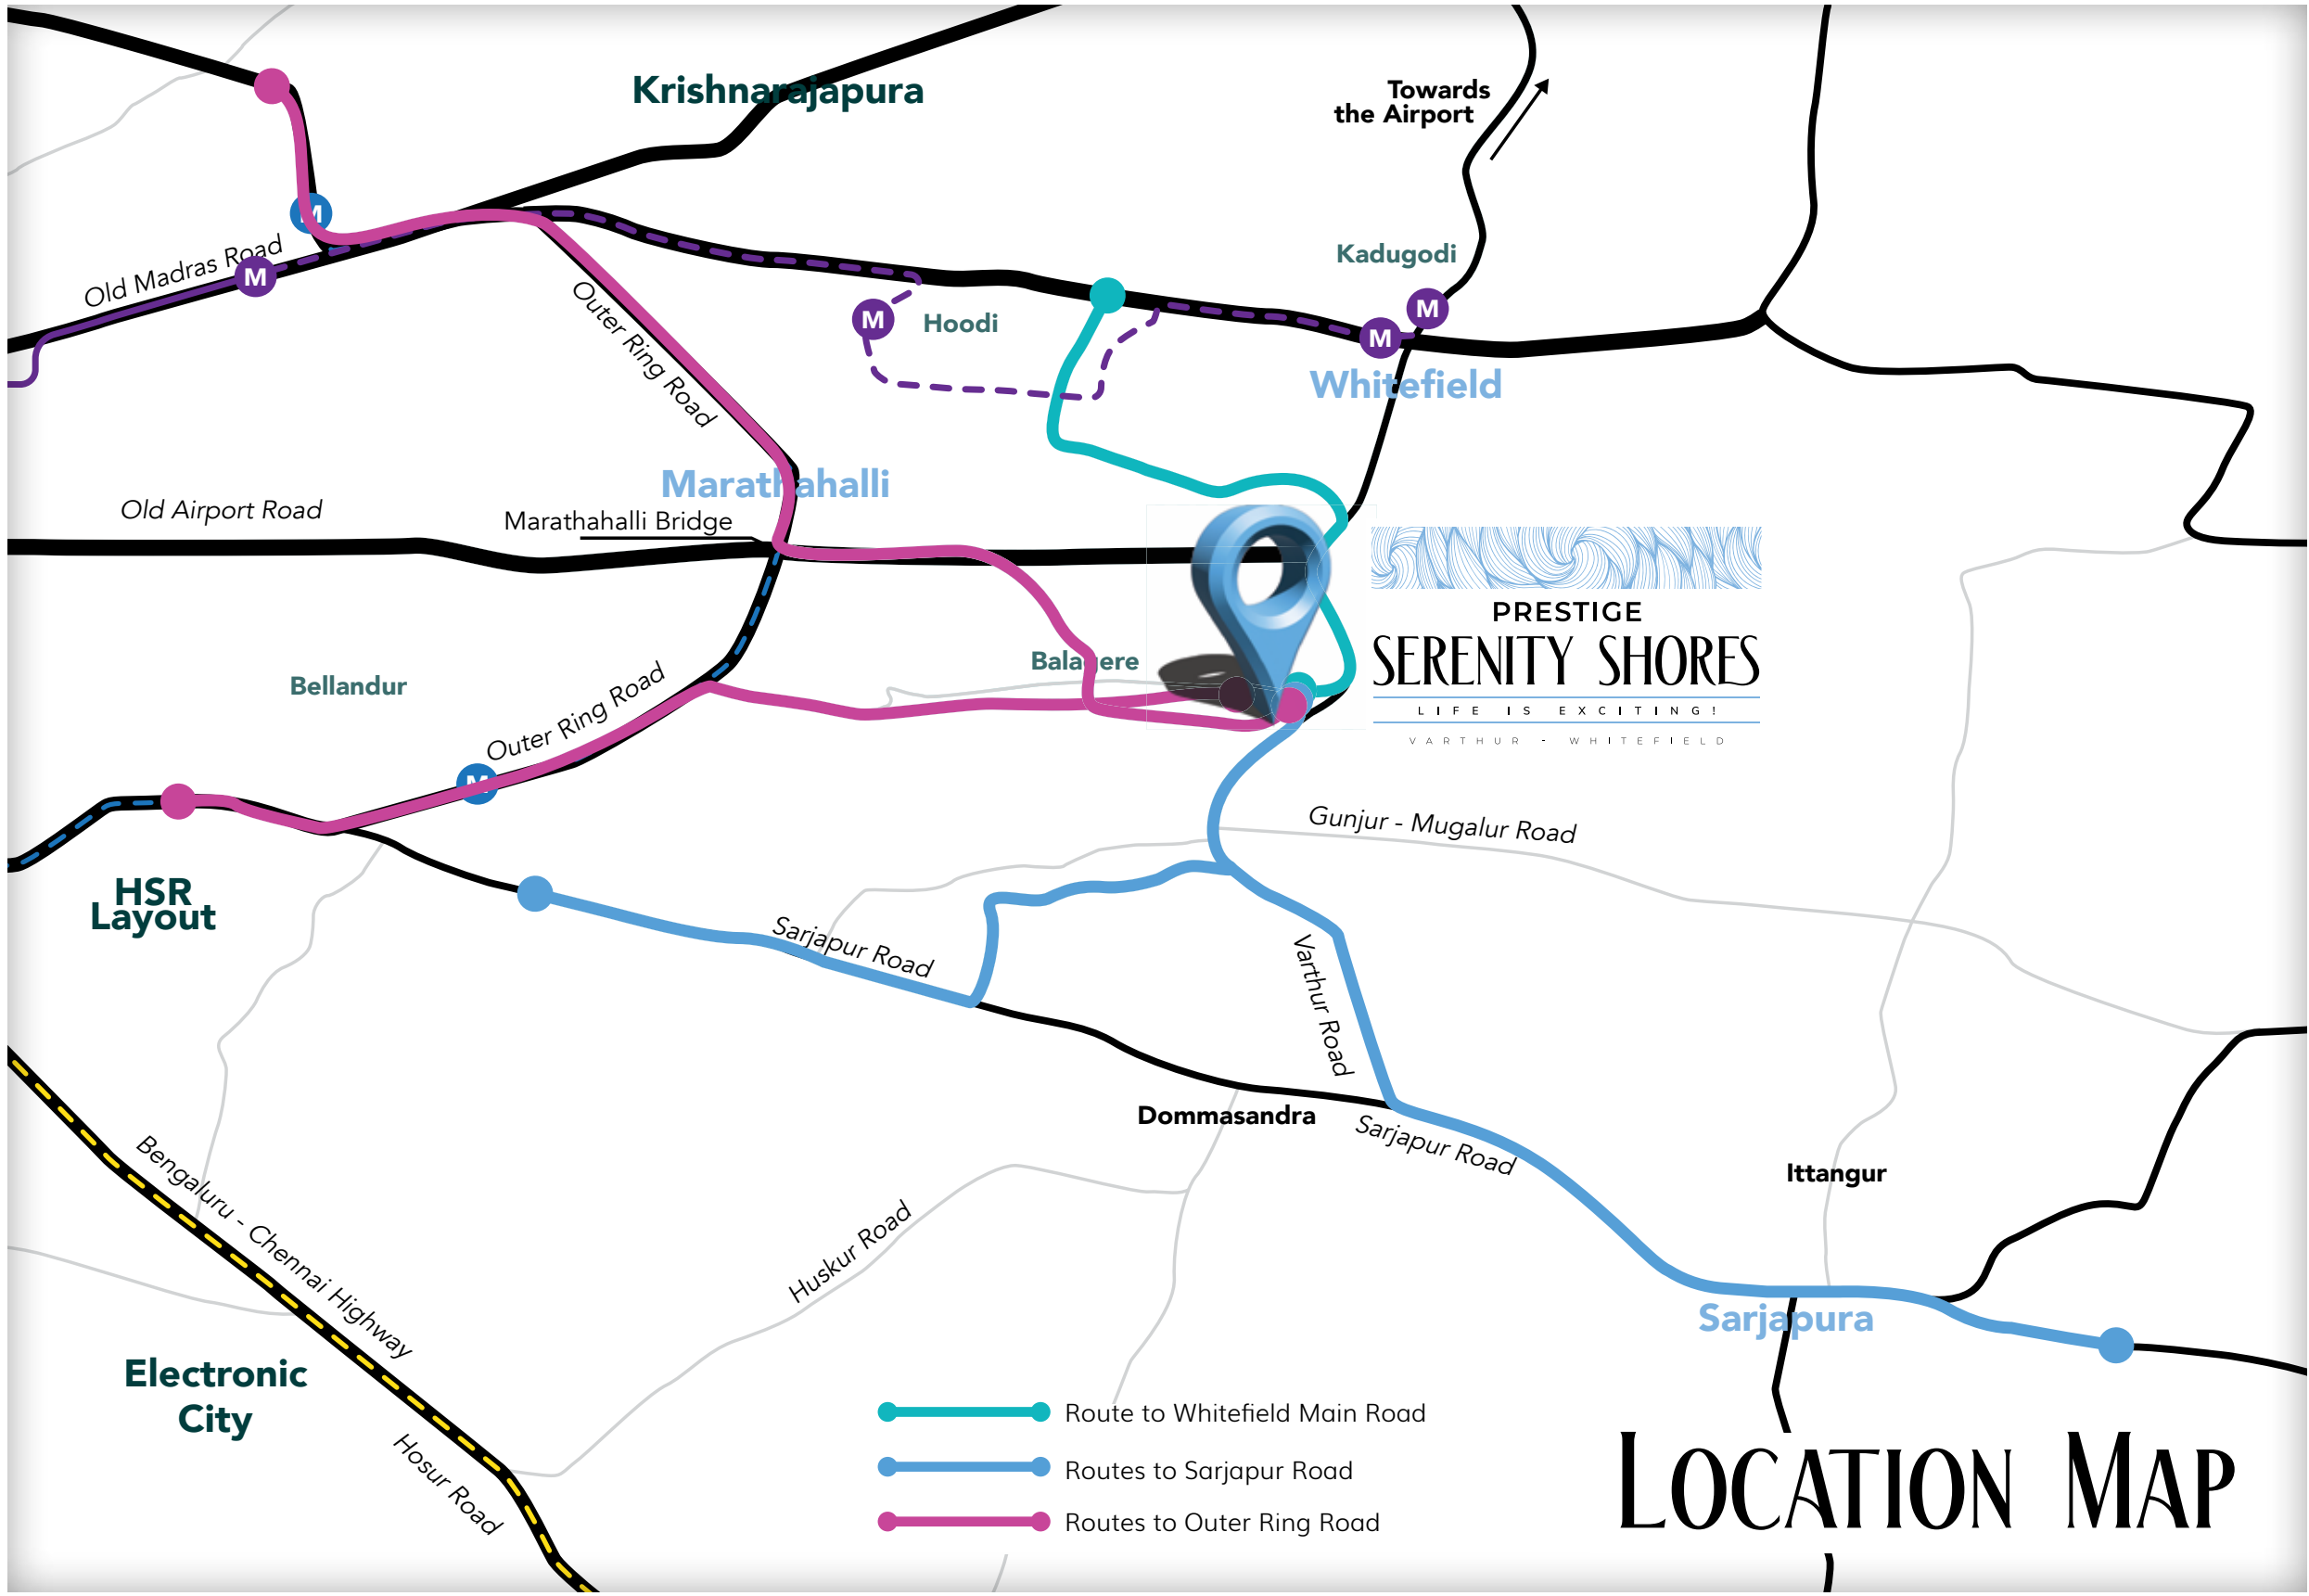 Krishnarajapura
Towards
the Airport
M
Old Madras Road
M
Kadugodi
M
Outer Ring Road
M
Hoodi
M
Whitefield
Marathahalli
Old Airport Road
Marathahalli Bridge
PRESTIGE
SERENITY SHORES
LIFE IS EXCITING!
VARTHUR - WHITEFIELD
Balagere
Bellandur
Outer Ring Road
M
Gunjur - Mugalur Road
HSR
Layout
Sarjapur Road
Varthur Road
Dommasandra
Sarjapur Road
Ittangur
Bengaluru - Chennai Highway
Huskur Road
Sarjapura
Electronic
City
Hosur Road
Route to Whitefield Main Road
Routes to Sarjapur Road
Routes to Outer Ring Road
LOCATION MAP